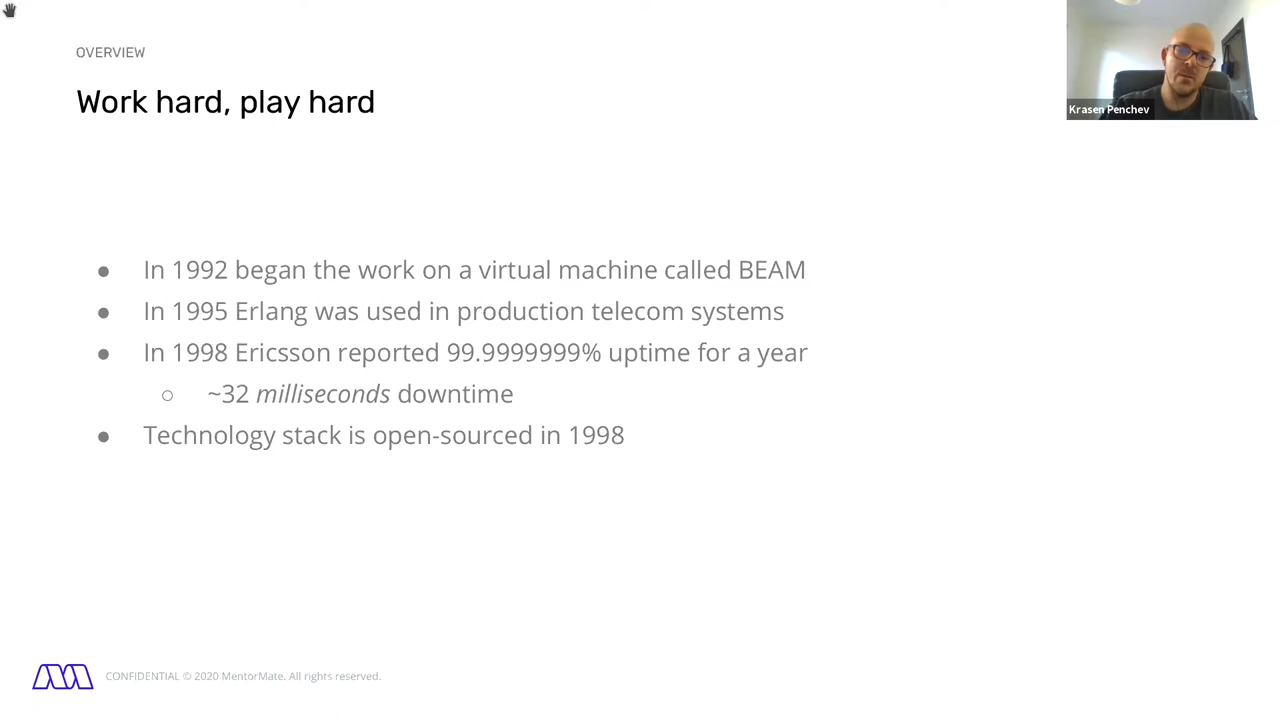 OVERVIEW
Work hard, play hard
Krasen Penchev
● In 1992 began the work on a virtual machine called BEAM
● In 1995 Erlang was used in production telecom systems
● In 1998 Ericsson reported 99.9999999% uptime for a year
○ ~32 milliseconds downtime
● Technology stack is open-sourced in 1998
CONFIDENTIAL © 2020 MentorMate. All rights reserved.